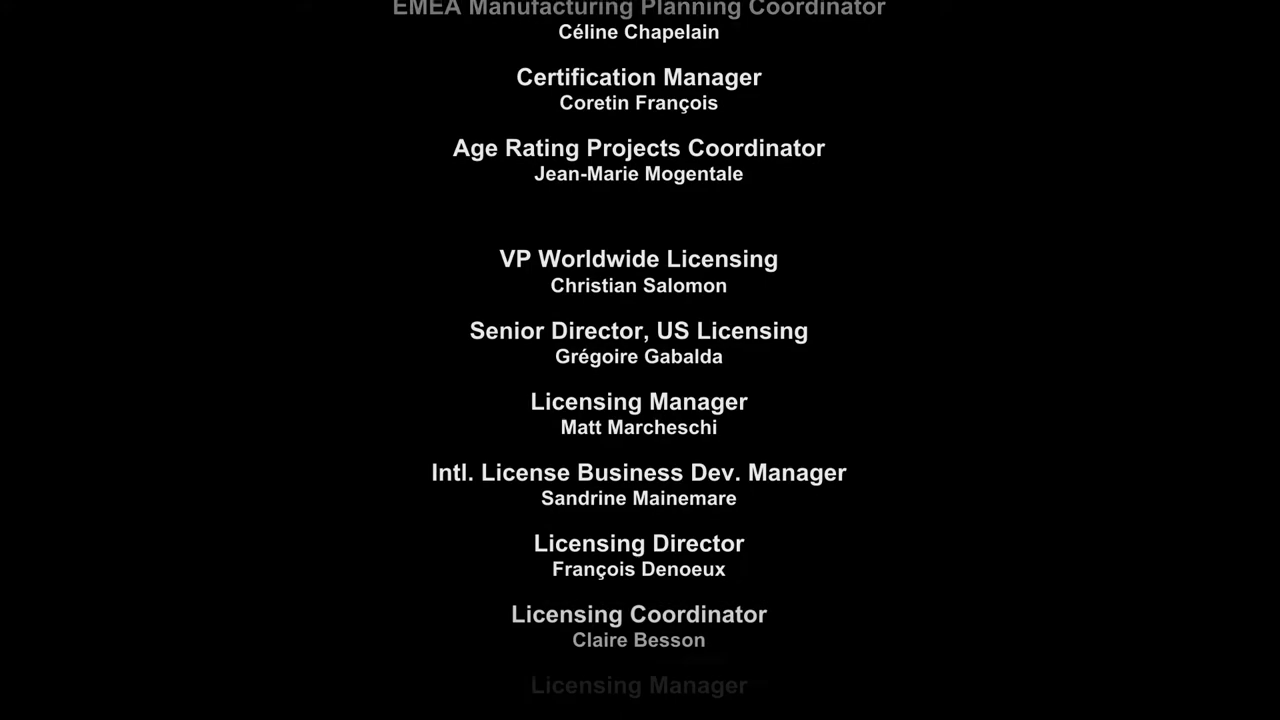 EMEA Manufacturing Planning Coordinator
Céline Chapelain
Certification Manager
Coretin François
Age Rating Projects Coordinator
Jean-Marie Mogentale
VP Worldwide Licensing
Christian Salomon
Senior Director, US Licensing
Grégoire Gabalda
Licensing Manager
Matt Marcheschi
Intl. License Business Dev. Manager
Sandrine Mainemare
Licensing Director
François Denoeux
Licensing Coordinator
Claire Besson
Licensing Manager